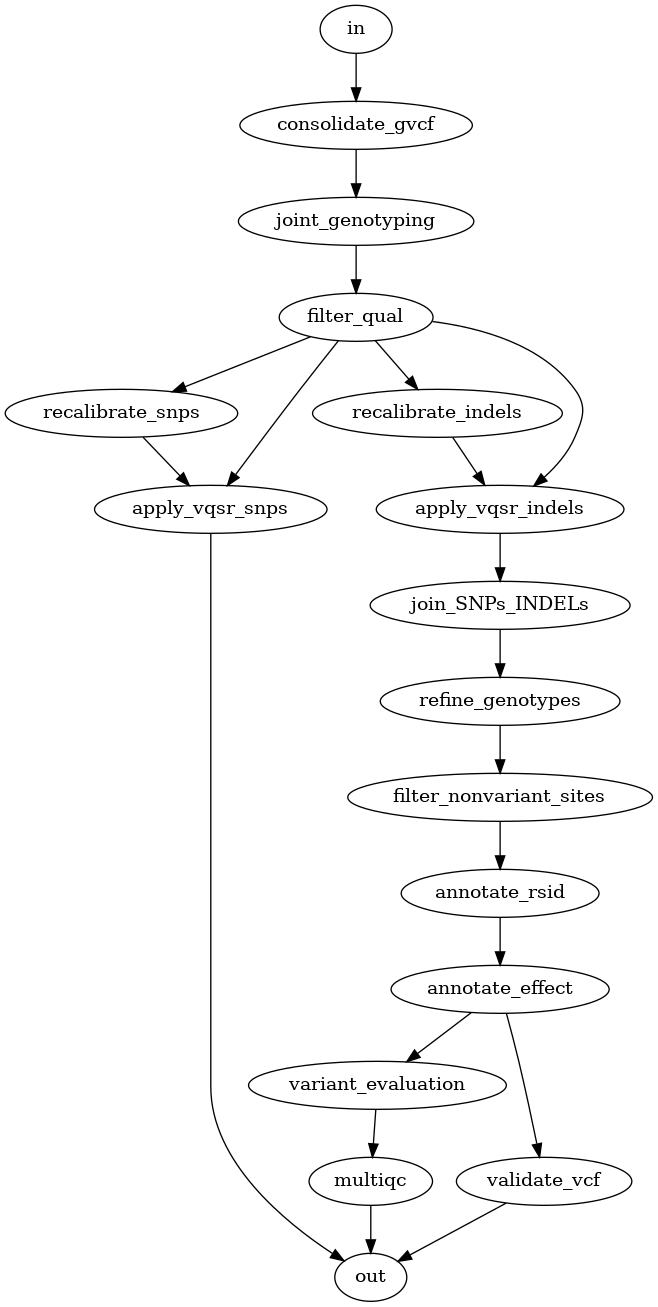 in
consolidate_gvcf
joint_genotyping
filter_qual
recalibrate_snps
recalibrate_indels
apply_vqsr_snps
apply_vqsr_indels
join_SNPs_INDELs
refine_genotypes
filter_nonvariant_sites
annotate_rsid
annotate_effect
variant_evaluation
multiqc
validate_vcf
out